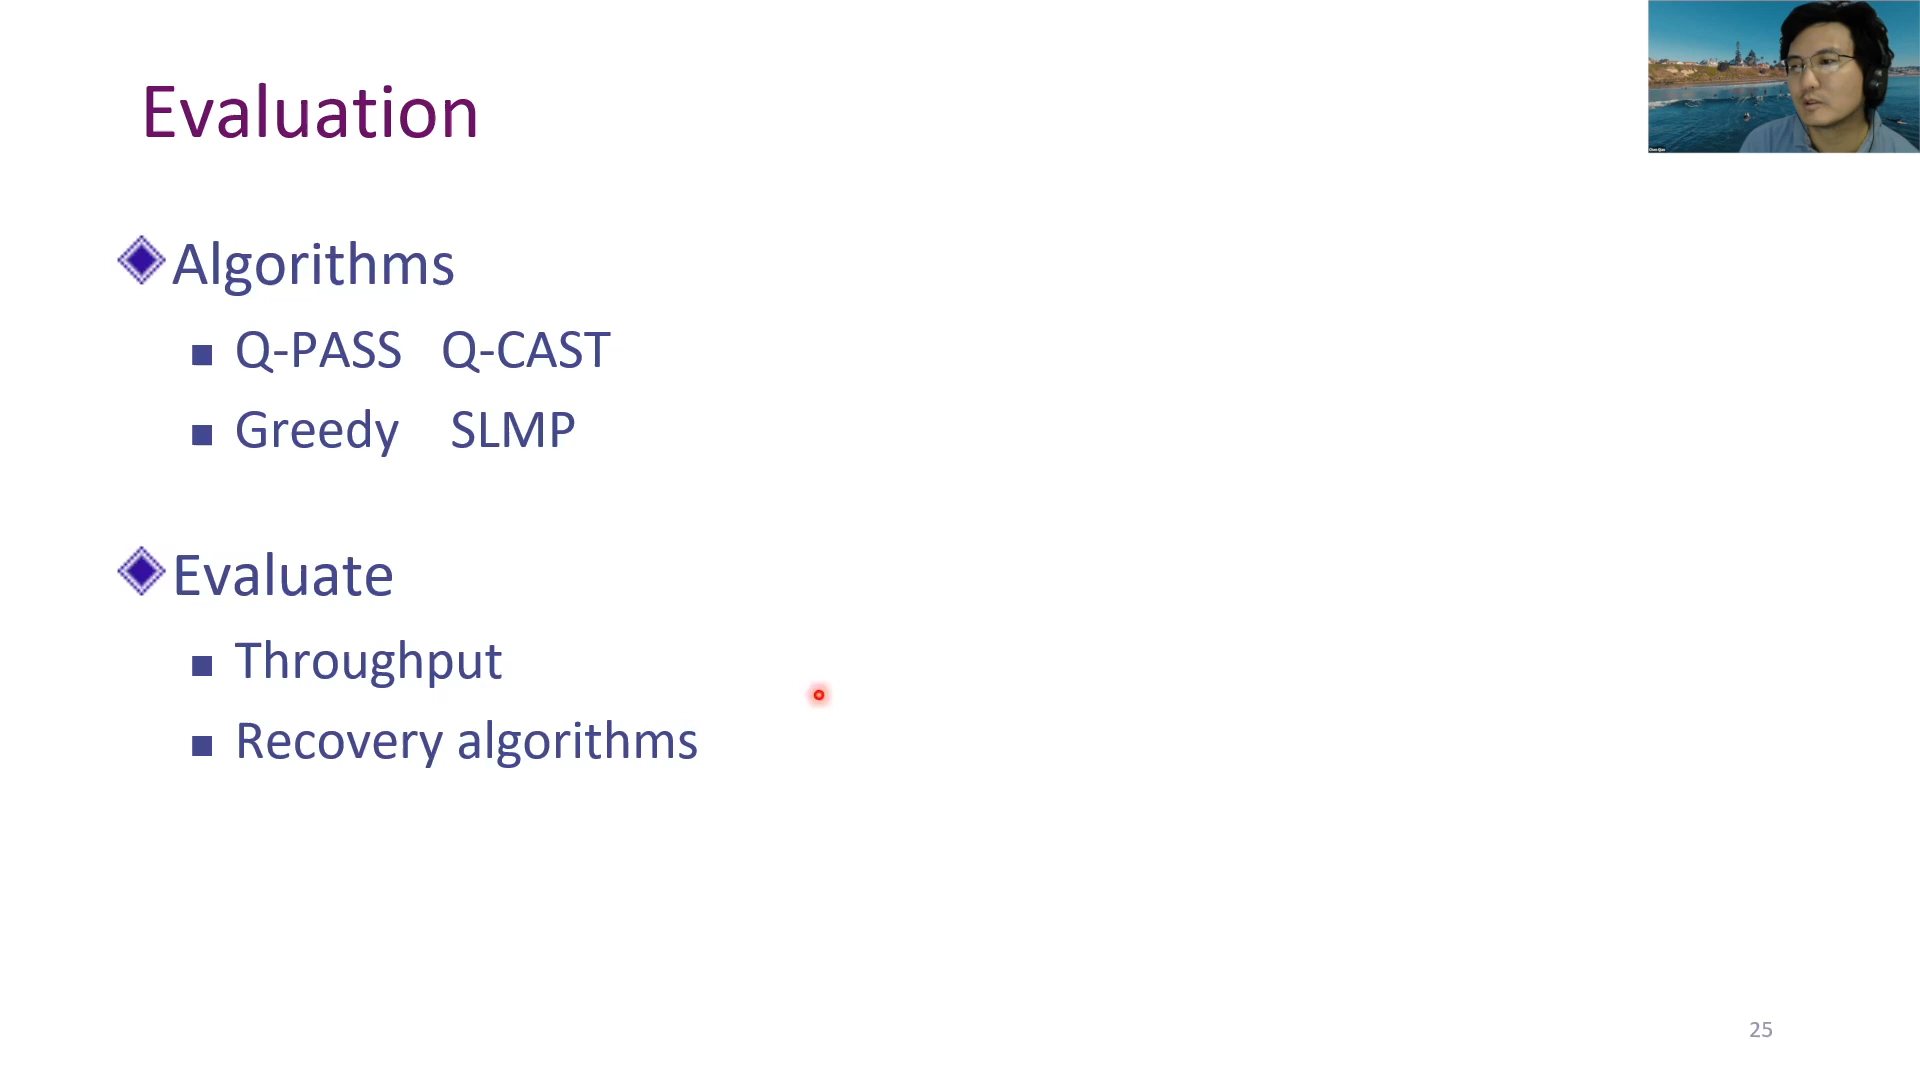 Evaluation
Algorithms
Q-PASS Q-CAST
Greedy SLMP
Evaluate
Throughput
Recovery algorithms
25